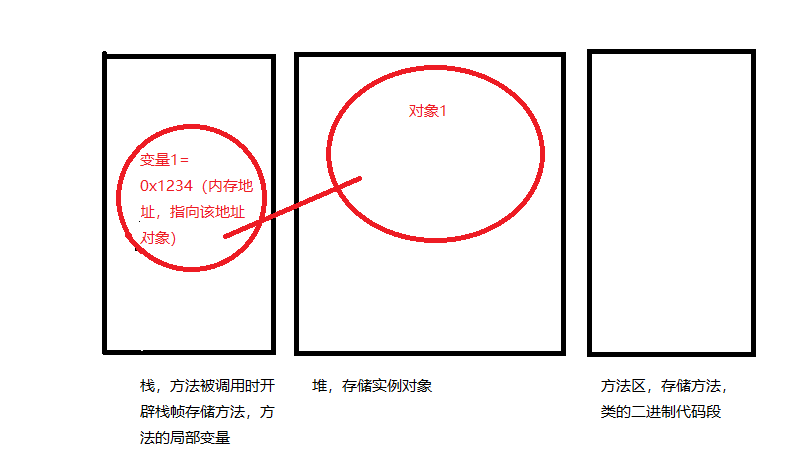 变量1=
0x1234（内存地
址，指向该地址
对象）
对象1
栈，方法被调用时开
辟栈帧存储方法，方
法的局部变量
堆，存储实例对象
方法区，存储方法，
类的二进制代码段